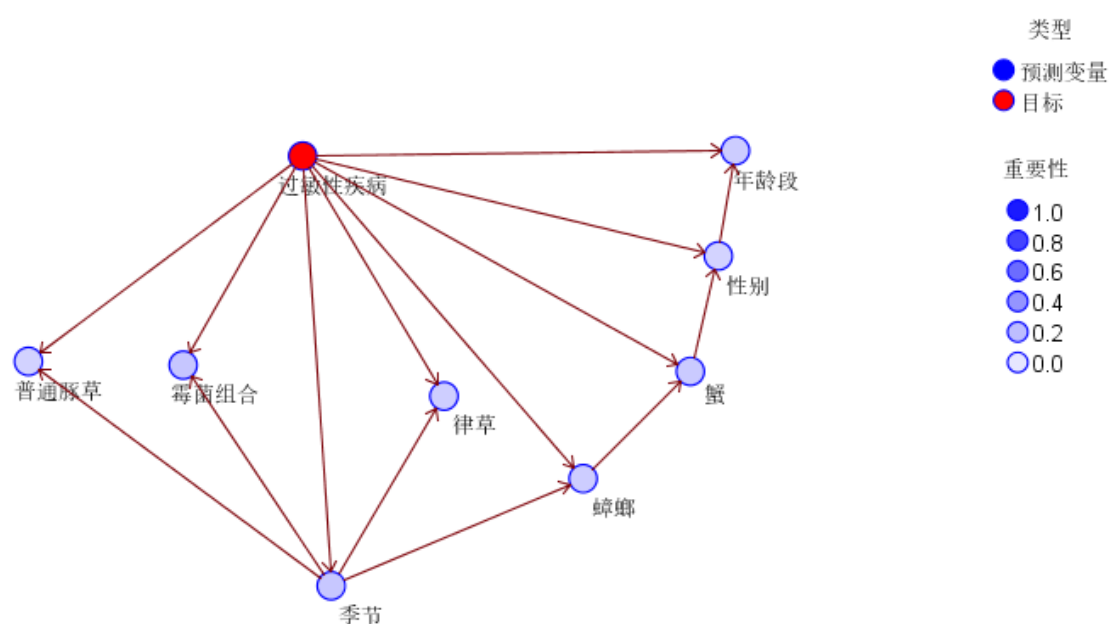 类型
预测变量
目标
过敏性疾病
年龄段
重要性
1.0
0.8
性别
0.6
0.4
0.2
0.0
普通豚草
霉菌组合
蟹
律草
蟑螂
季节